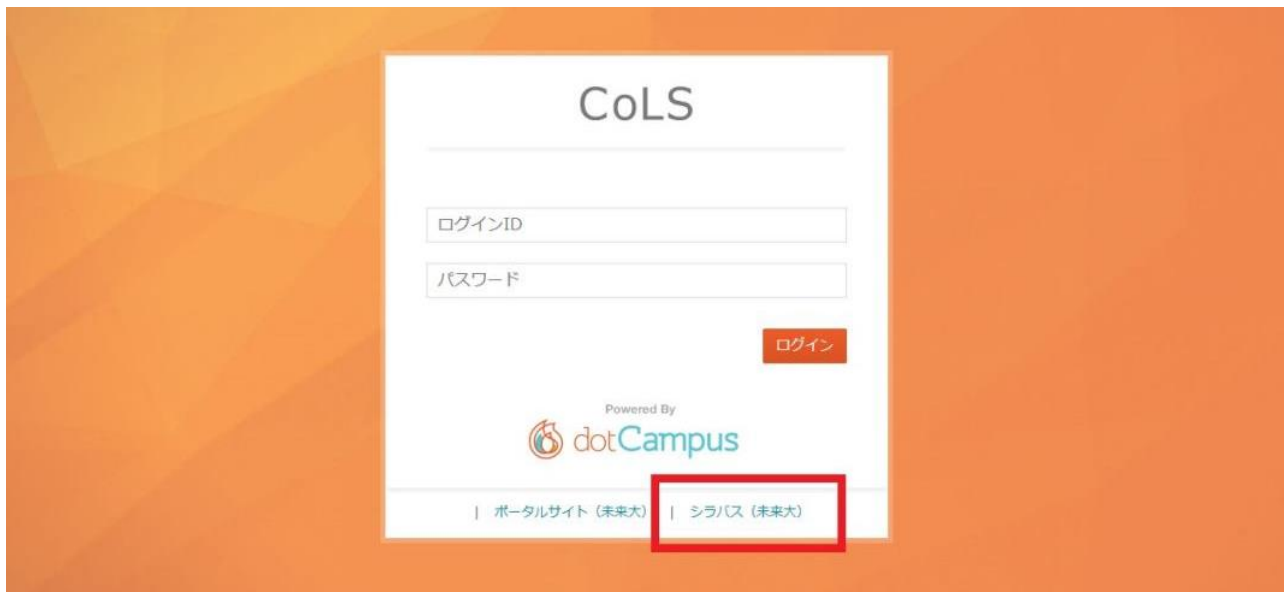 CoLS
ログインID
パスワード
ログイン
Powered By
dotCampus
| ポータルサイト（未来大） | シラバス（未来大）